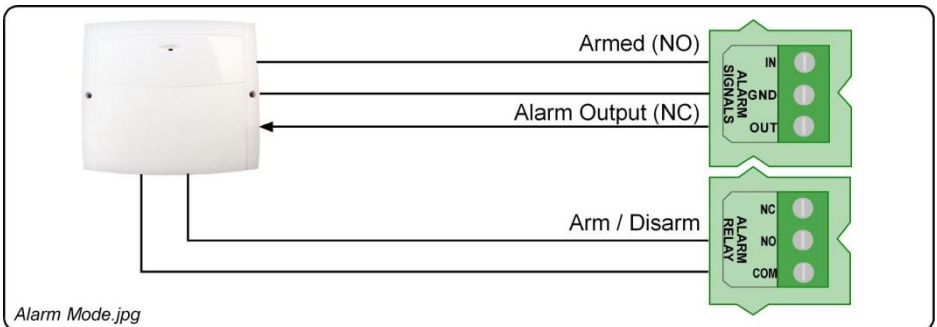 Armed (NO)
Alarm Output (NC)
ALARM
SIGNALS
IN
GND
OUT
Arm / Disarm
ALARM
RELAY
NC
NO
COM
Alarm Mode.jpg